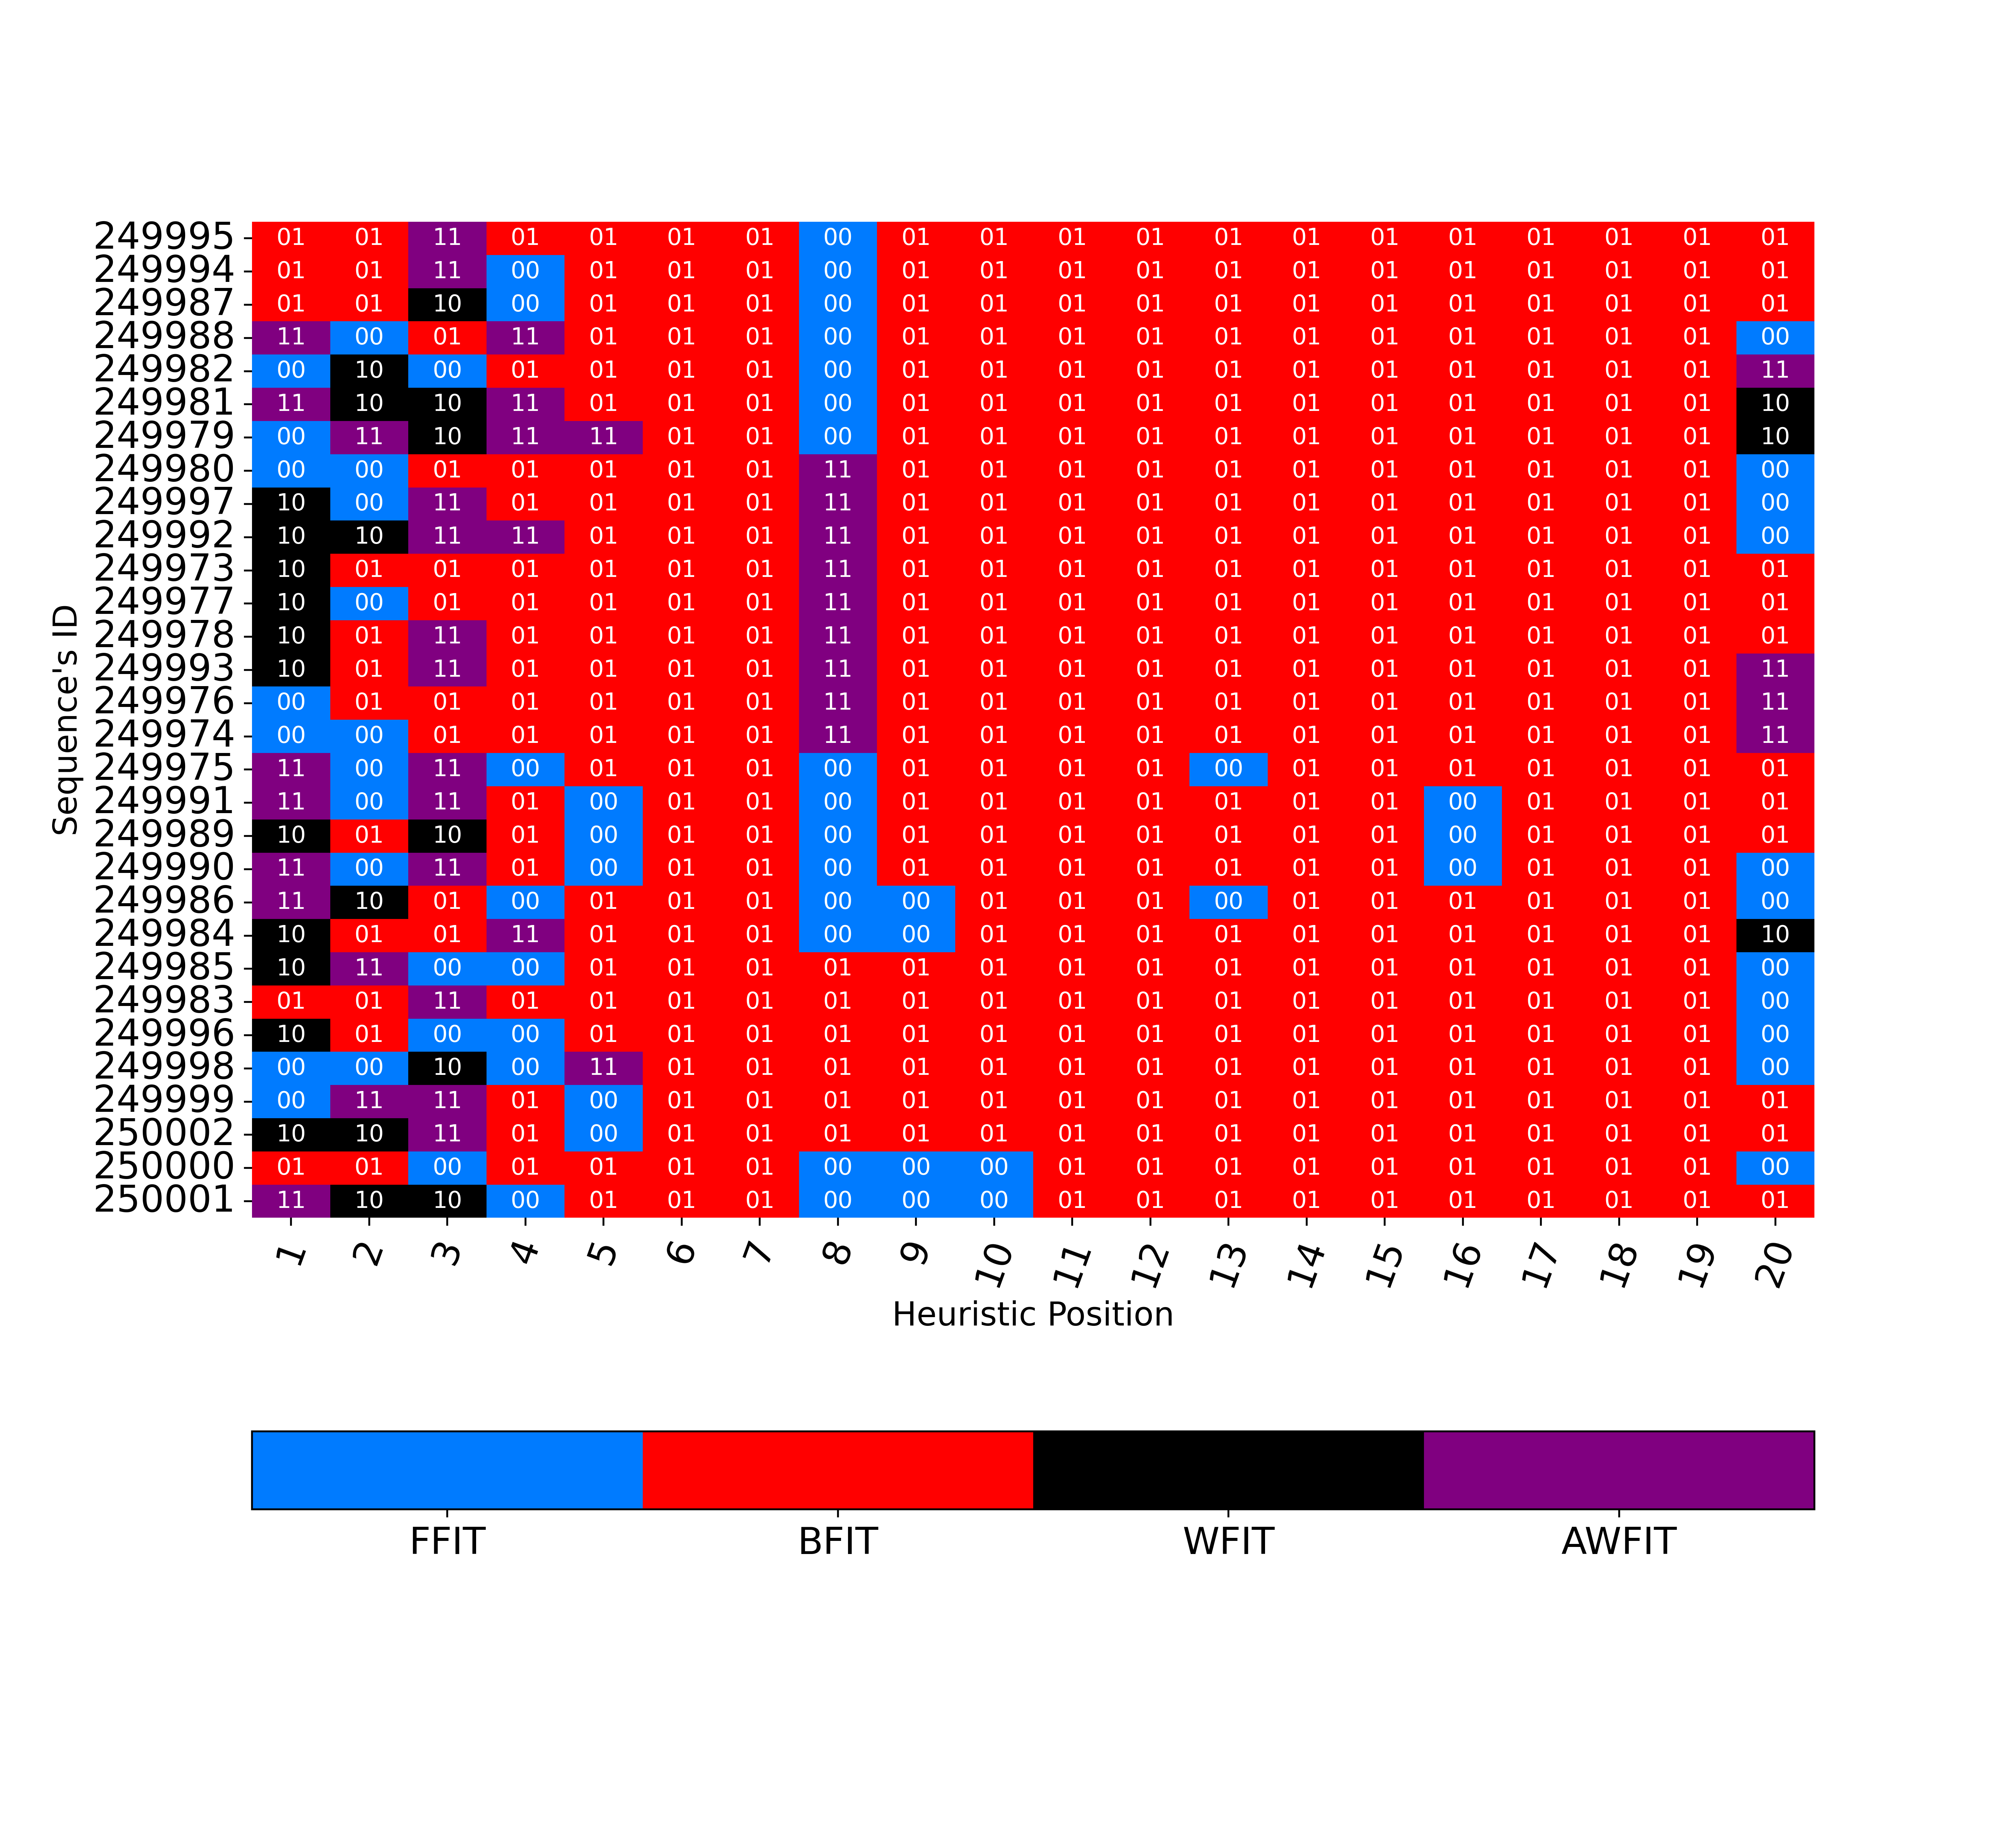 249995 01 01 11 01 01 01 01 00 01 01 01 01 01 01 01 01 01 01 01 01
249994 01 01 11 00 01 01 01 00 01 01 01 01 01 01 01 01 01 01 01 01
249987 01 01 10 00 01 01 01 00 01 01 01 01 01 01 01 01 01 01 01 01
249988 11 00 01 11 01 01 01 00 01 01 01 01 01 01 01 01 01 01 01 00
249982 00 10 00 01 01 01 01 00 01 01 01 01 01 01 01 01 01 01 01 11
249981 11 10 10 11 01 01 01 00 01 01 01 01 01 01 01 01 01 01 01 10
249979 00 11 10 11 11 01 01 00 01 01 01 01 01 01 01 01 01 01 01 10
249980 00 00 01 01 01 01 01 11 01 01 01 01 01 01 01 01 01 01 01 00
249997 10 00 11 01 01 01 01 11 01 01 01 01 01 01 01 01 01 01 01 00
249992 10 10 11 11 01 01 01 11 01 01 01 01 01 01 01 01 01 01 01 00
249973 10 01 01 01 01 01 01 11 01 01 01 01 01 01 01 01 01 01 01 01
249977 10 00 01 01 01 01 01 11 01 01 01 01 01 01 01 01 01 01 01 01
249978 10 01 11 01 01 01 01 11 01 01 01 01 01 01 01 01 01 01 01 01
249993 10 01 11 01 01 01 01 11 01 01 01 01 01 01 01 01 01 01 01 11
249976 00 01 01 01 01 01 01 11 01 01 01 01 01 01 01 01 01 01 01 11
249974 00 00 01 01 01 01 01 11 01 01 01 01 01 01 01 01 01 01 01 11
249975 11 00 11 00 01 01 01 00 01 01 01 01 00 01 01 01 01 01 01 01
249991 11 00 11 01 00 01 01 00 01 01 01 01 01 01 01 00 01 01 01 01
249989 10 01 10 01 00 01 01 00 01 01 01 01 01 01 01 00 01 01 01 01
249990 11 00 11 01 00 01 01 00 01 01 01 01 01 01 01 00 01 01 01 00
249986 11 10 01 00 01 01 01 00 00 01 01 01 00 01 01 01 01 01 01 00
249984 10 01 01 11 01 01 01 00 00 01 01 01 01 01 01 01 01 01 01 10
249985 10 11 00 00 01 01 01 01 01 01 01 01 01 01 01 01 01 01 01 00
249983 01 01 11 01 01 01 01 01 01 01 01 01 01 01 01 01 01 01 01 00
249996 10 01 00 00 01 01 01 01 01 01 01 01 01 01 01 01 01 01 01 00
249998 00 00 10 00 11 01 01 01 01 01 01 01 01 01 01 01 01 01 01 00
249999 00 11 11 01 00 01 01 01 01 01 01 01 01 01 01 01 01 01 01 01
250002 10 10 11 01 00 01 01 01 01 01 01 01 01 01 01 01 01 01 01 01
250000 01 01 00 01 01 01 01 00 00 00 01 01 01 01 01 01 01 01 01 00
250001 11 10 10 00 01 01 01 00 00 00 01 01 01 01 01 01 01 01 01 01
Sequence's ID
1 2 3 4 5 6 7 8 9 10 11 12 13 14 15 16 17 18 19 20
Heuristic Position
FFIT BFIT WFIT AWFIT